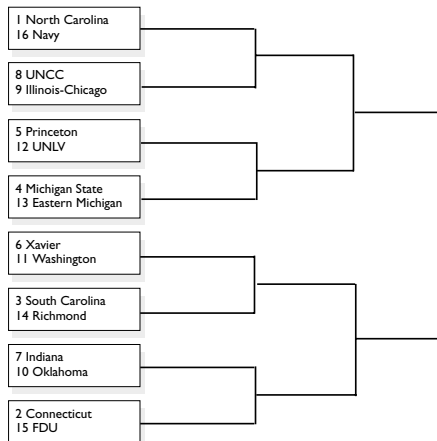 1 North Carolina
16 Navy
8 UNCC
9 Illinois-Chicago
5 Princeton
12 UNLV
4 Michigan State
13 Eastern Michigan
6 Xavier
11 Washington
3 South Carolina
14 Richmond
7 Indiana
10 Oklahoma
2 Connecticut
15 FDU